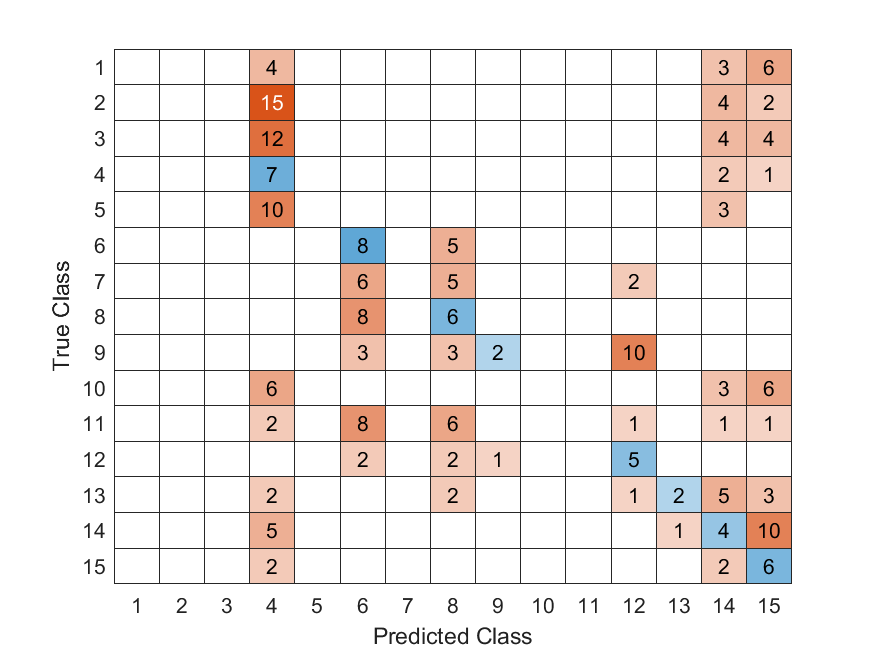 1 4 3 6
2 15 4 2
3 12 4 4
4 7 2 1
5 10 3
6 8 5
7 6 5 2
8 8 6
9 3 3 2 10
10 6 3 6
11 2 8 6 1 1 1
12 2 2 1 5
13 2 2 1 2 5 3
14 5 1 4 10
15 2 2 6
True Class
1 2 3 4 5 6 7 8 9 10 11 12 13 14 15
Predicted Class